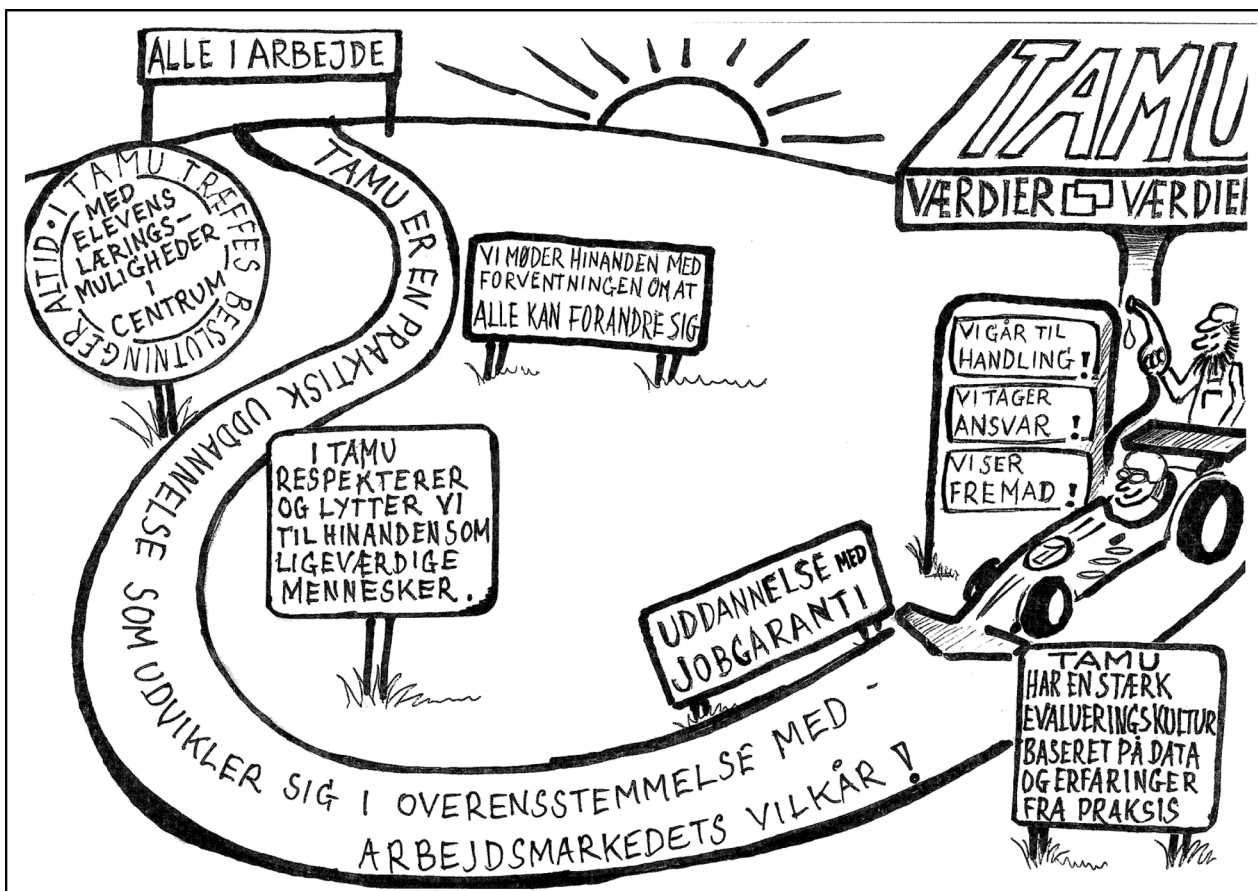 ALLE I ARBEJDE
I TAMU TRÆFFES BESLUTNINGER ALTID •
MED
ELEVENS
LÆRINGS-
MULIGHEDER
I
CENTRUM
TAMU ER EN PRAKTISK UDDANNELSE SOM UDVIKLER SIG I OVERENSSTEMMELSE MED -
ARBEJDSMARKEDETS VILKÅR !
VI MØDER HINANDEN MED
FORVENTNINGEN OM AT
ALLE KAN FORANDRE SIG
I TAMU
RESPEKTERER
OG LYTTER VI
TIL HINANDEN SOM
LIGEVÆRDIGE
MENNESKER.
TAMU
VÆRDIER VÆRDIER
VI GÅR TIL
HANDLING !
VI TAGER
ANSVAR !
VI SER
FREMAD !
UDDANNELSE MED
JOBGARANTI
TAMU
HAR EN STÆRK
EVALUERINGSKULTUR
BASERET PÅ DATA
OG ERFARINGER
FRA PRAKSIS